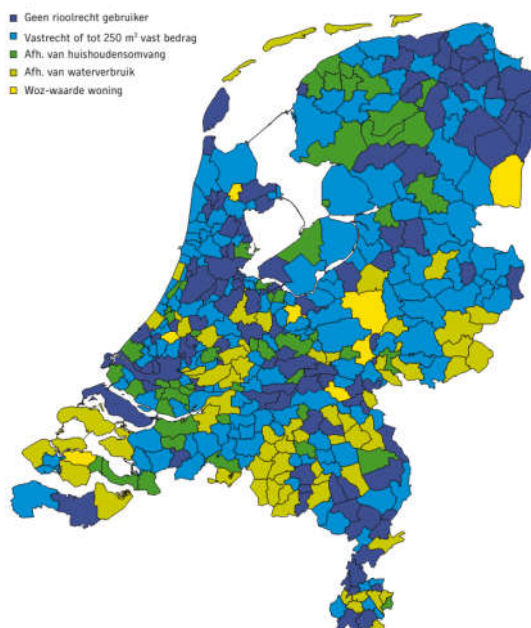 Geen rioolrecht gebruiker
Vastrecht of tot 250 m³ vast bedrag
Afh. van huishoudensomvang
Afh. van waterverbruik
Woz-waarde woning